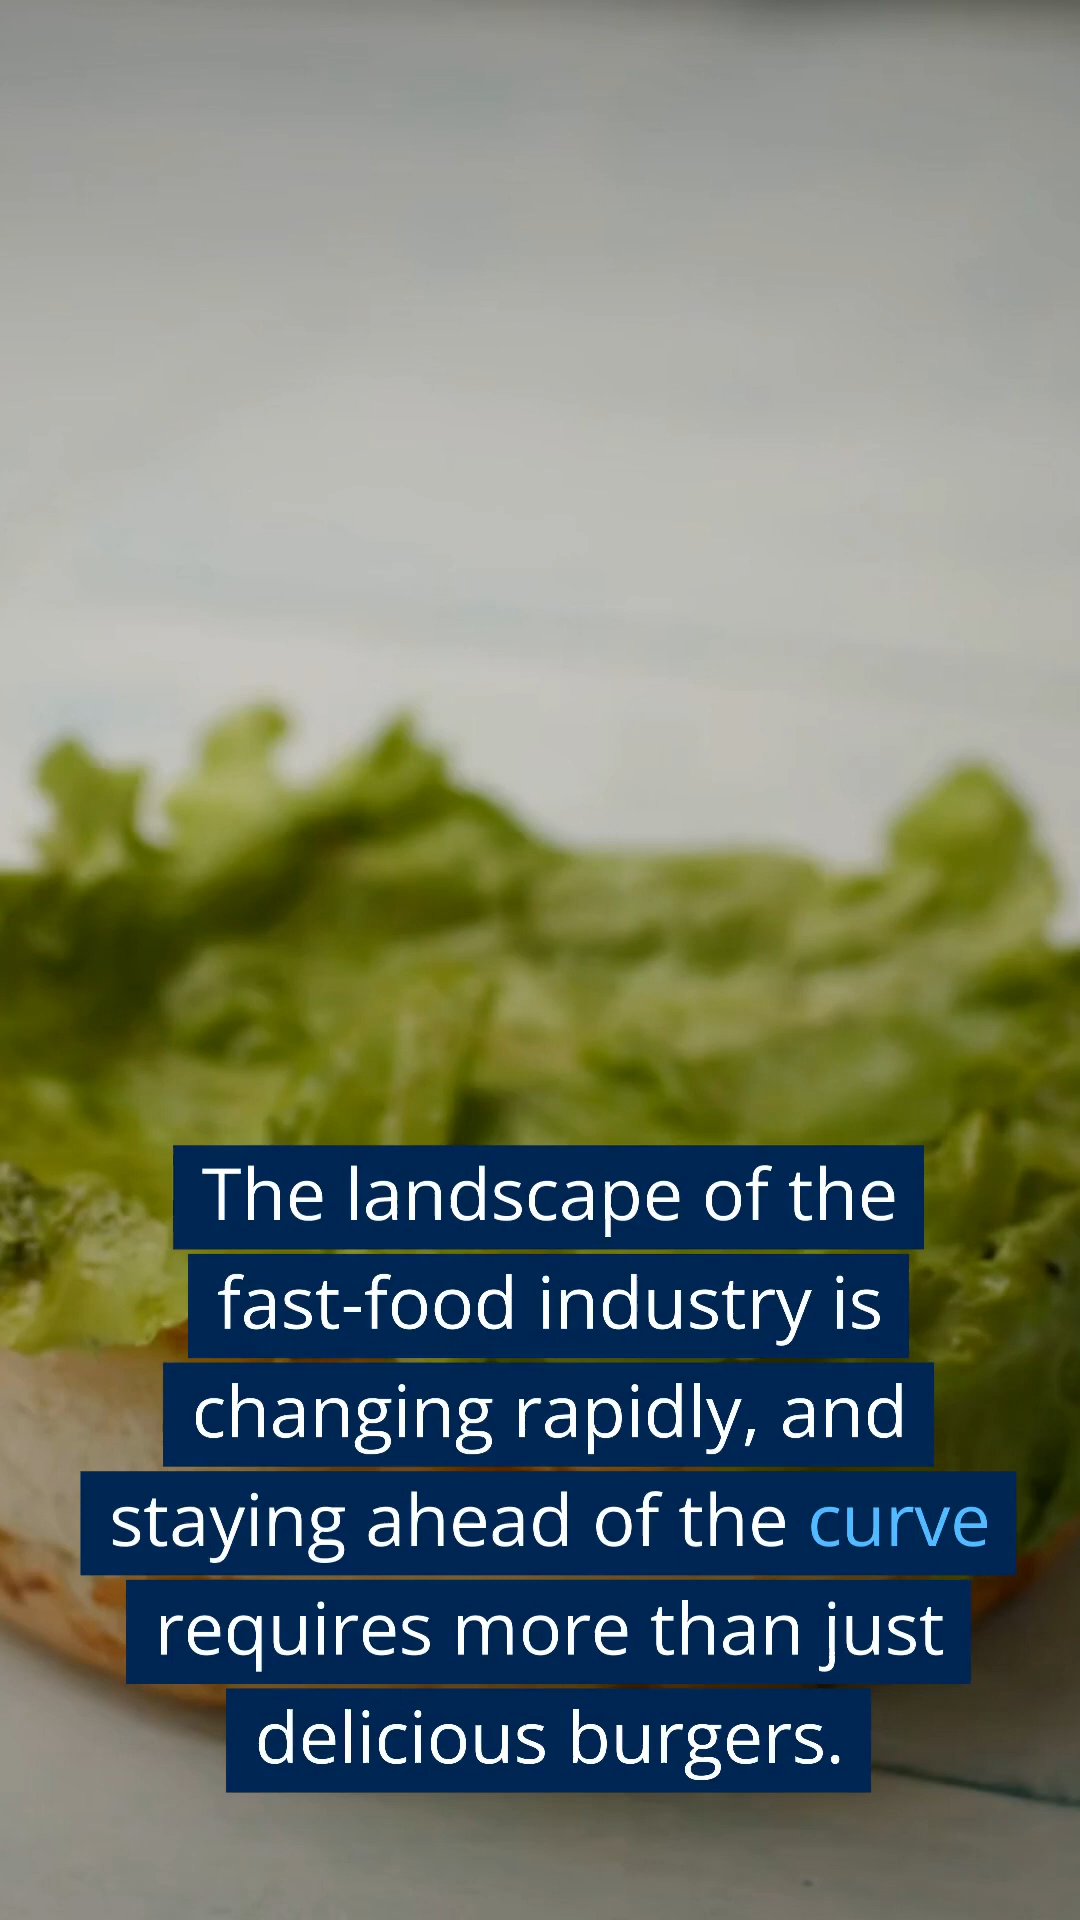 The landscape of the
fast-food industry is
changing rapidly, and
staying ahead of the curve
requires more than just
delicious burgers.